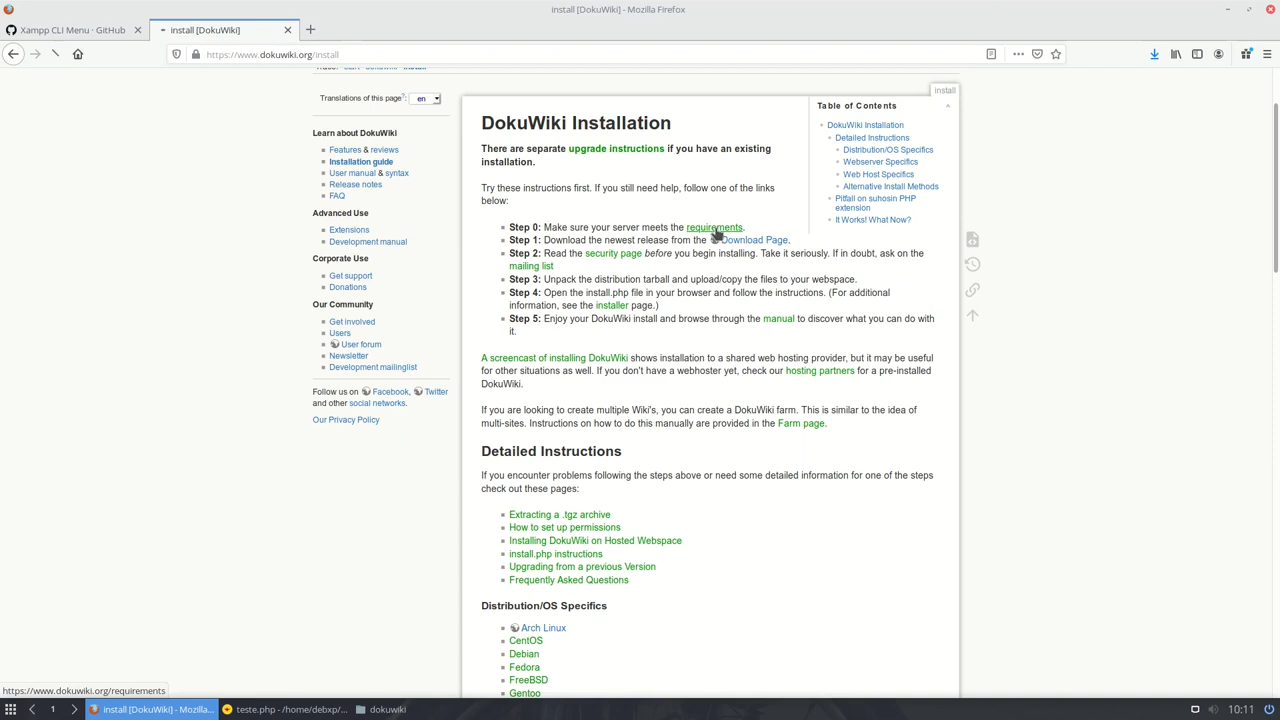 install [DokuWiki] - Mozilla Firefox
Xampp CLI Menu · GitHub
install [DokuWiki]
https://www.dokuwiki.org/install
install
Translations of this page?:
en
Learn about DokuWiki
Features & reviews
Installation guide
User manual & syntax
Release notes
FAQ
Advanced Use
Extensions
Development manual
Corporate Use
Get support
Donations
Our Community
Get involved
Users
User forum
Newsletter
Development mailinglist
Follow us on Facebook, Twitter
and other social networks.
Our Privacy Policy
DokuWiki Installation
There are separate upgrade instructions if you have an existing
installation.
Try these instructions first. If you still need help, follow one of the links
below:
Step 0: Make sure your server meets the requirements.
Step 1: Download the newest release from the Download Page.
Step 2: Read the security page before you begin installing. Take it seriously. If in doubt, ask on the
mailing list
Step 3: Unpack the distribution tarball and upload/copy the files to your webspace.
Step 4: Open the install.php file in your browser and follow the instructions. (For additional
information, see the installer page.)
Step 5: Enjoy your DokuWiki install and browse through the manual to discover what you can do with
it.
A screencast of installing DokuWiki shows installation to a shared web hosting provider, but it may be useful
for other situations as well. If you don't have a webhoster yet, check our hosting partners for a pre-installed
DokuWiki.
If you are looking to create multiple Wiki's, you can create a DokuWiki farm. This is similar to the idea of
multi-sites. Instructions on how to do this manually are provided in the Farm page.
Detailed Instructions
If you encounter problems following the steps above or need some detailed information for one of the steps
check out these pages:
Extracting a .tgz archive
How to set up permissions
Installing DokuWiki on Hosted Webspace
install.php instructions
Upgrading from a previous Version
Frequently Asked Questions
Distribution/OS Specifics
Arch Linux
CentOS
Debian
Fedora
FreeBSD
Gentoo
Table of Contents
DokuWiki Installation
Detailed Instructions
Distribution/OS Specifics
Webserver Specifics
Web Host Specifics
Alternative Install Methods
Pitfall on suhosin PHP
extension
It Works! What Now?
https://www.dokuwiki.org/requirements
1
install [DokuWiki] - Mozilla...
teste.php - /home/debxp/...
dokuwiki
10:11